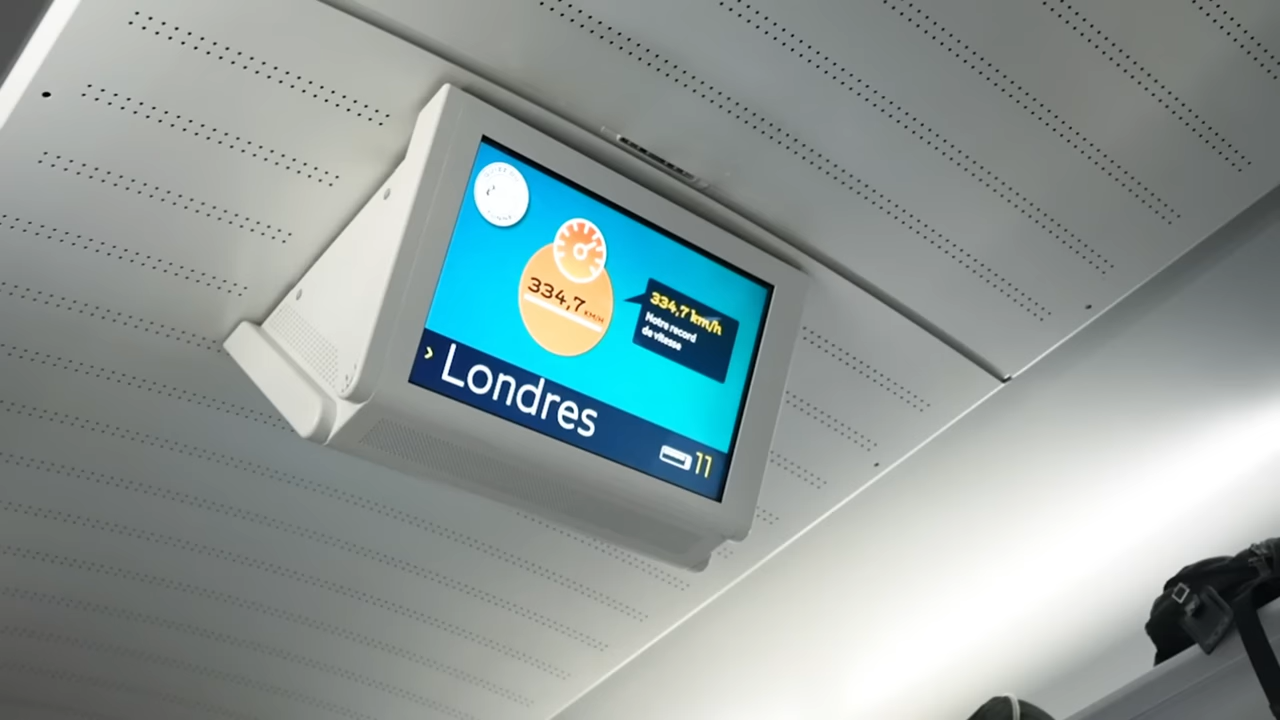 334,7 KM/H
334,7 km/h
Notre record
de vitesse
› Londres
11